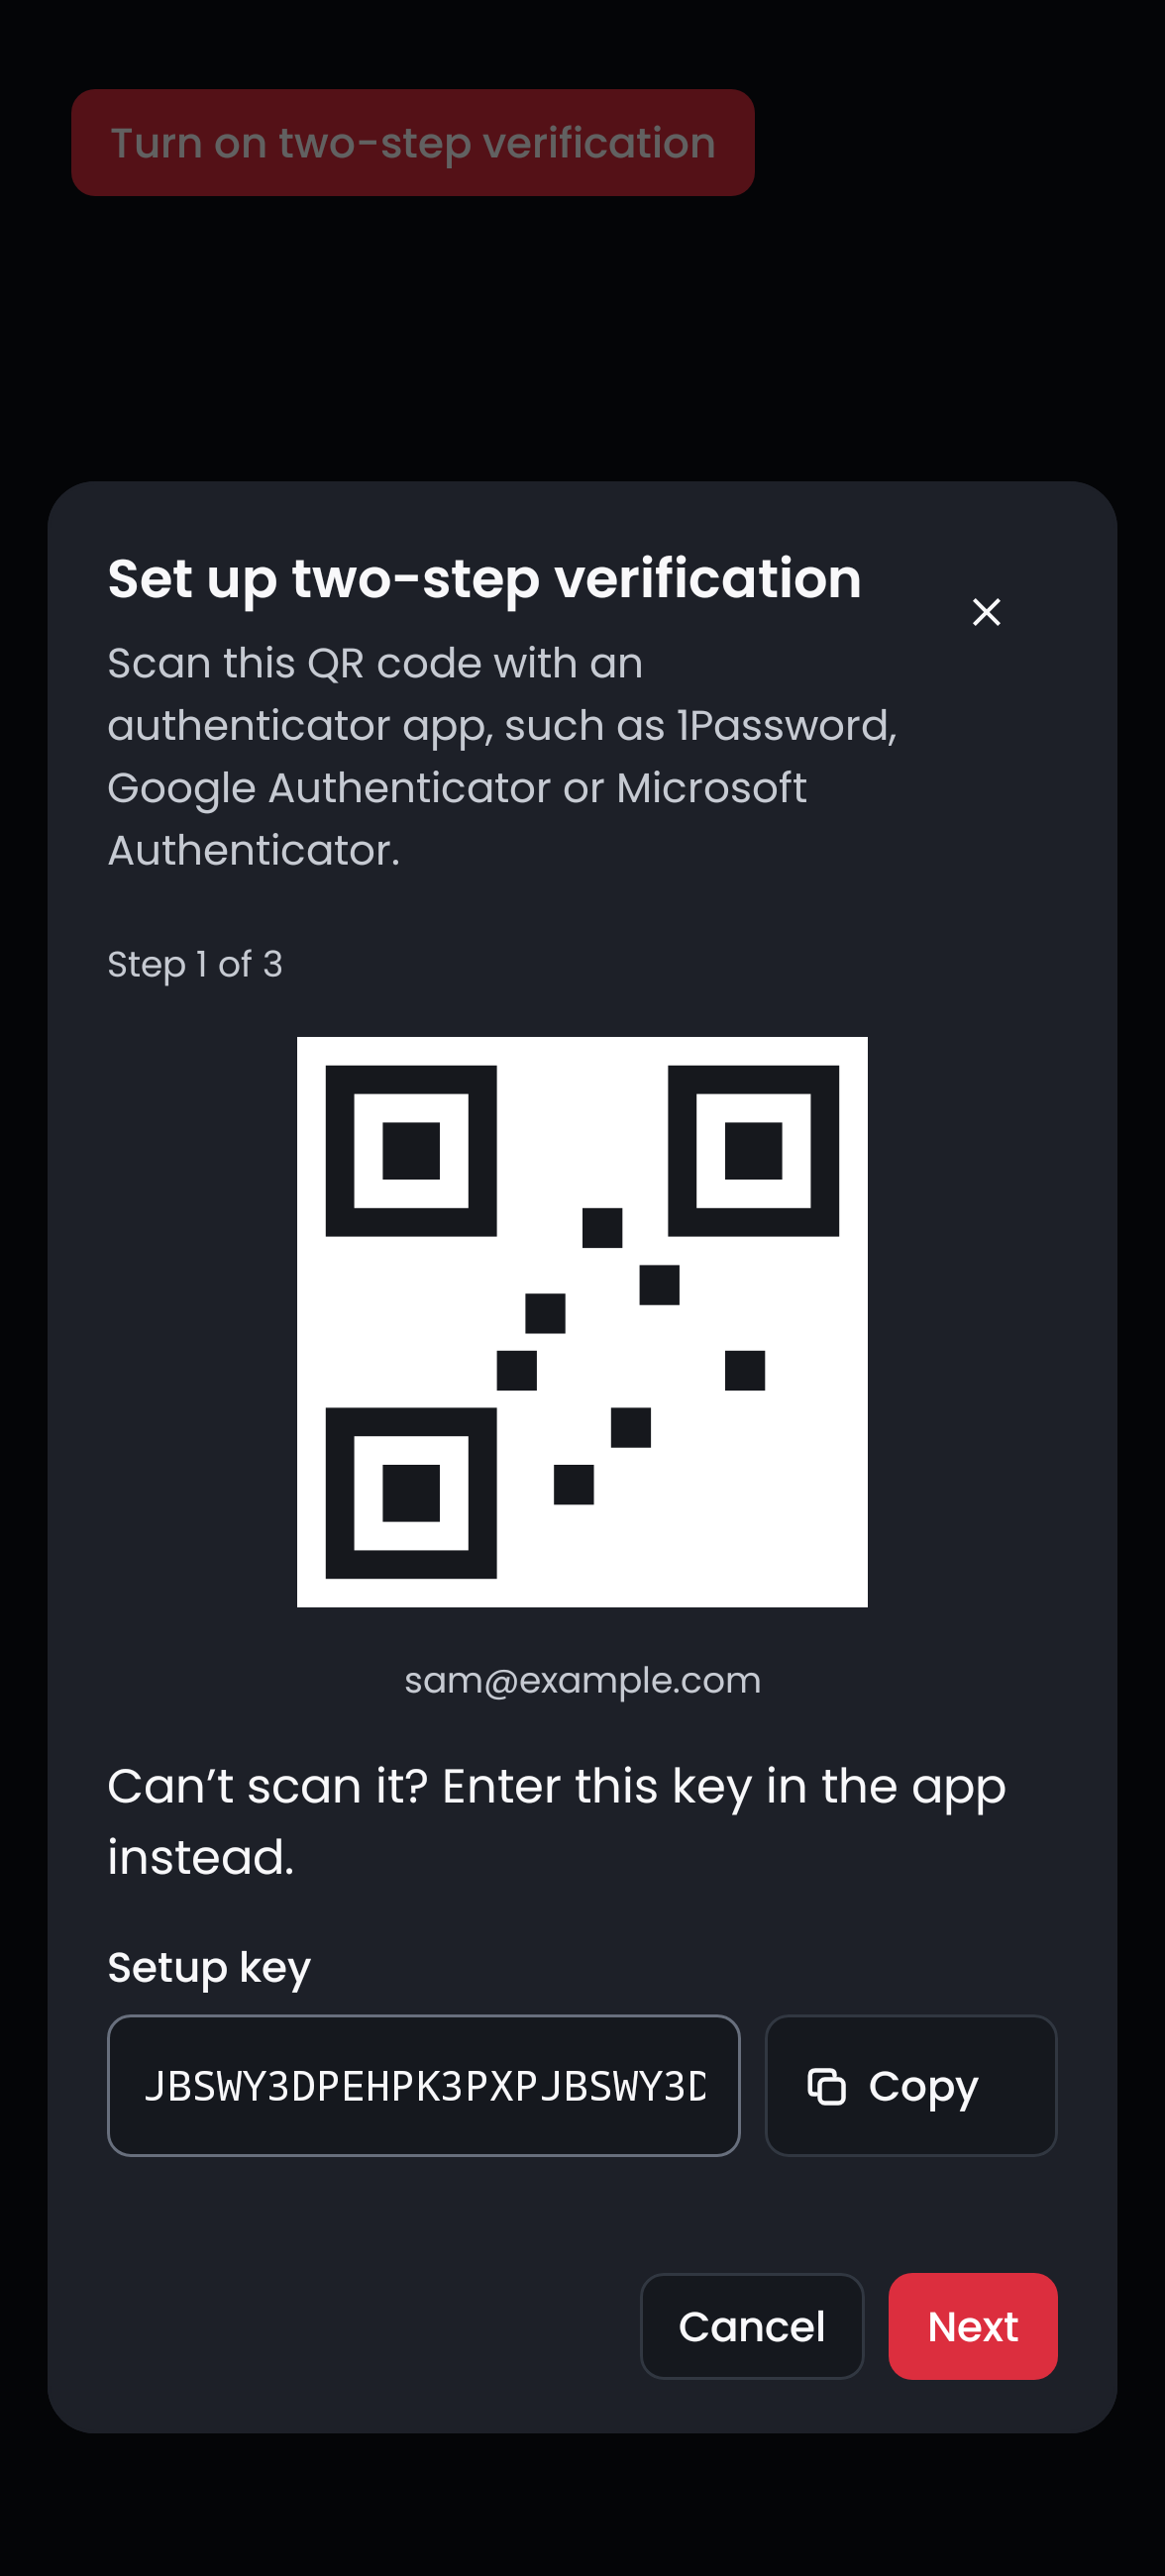 Turn on two-step verification
Set up two-step verification
Scan this QR code with an
authenticator app, such as 1Password,
Google Authenticator or Microsoft
Authenticator.
Step 1 of 3
sam@example.com
Can’t scan it? Enter this key in the app
instead.
Setup key
JBSWY3DPEHPK3PXPJBSWY3D
Copy
Cancel
Next